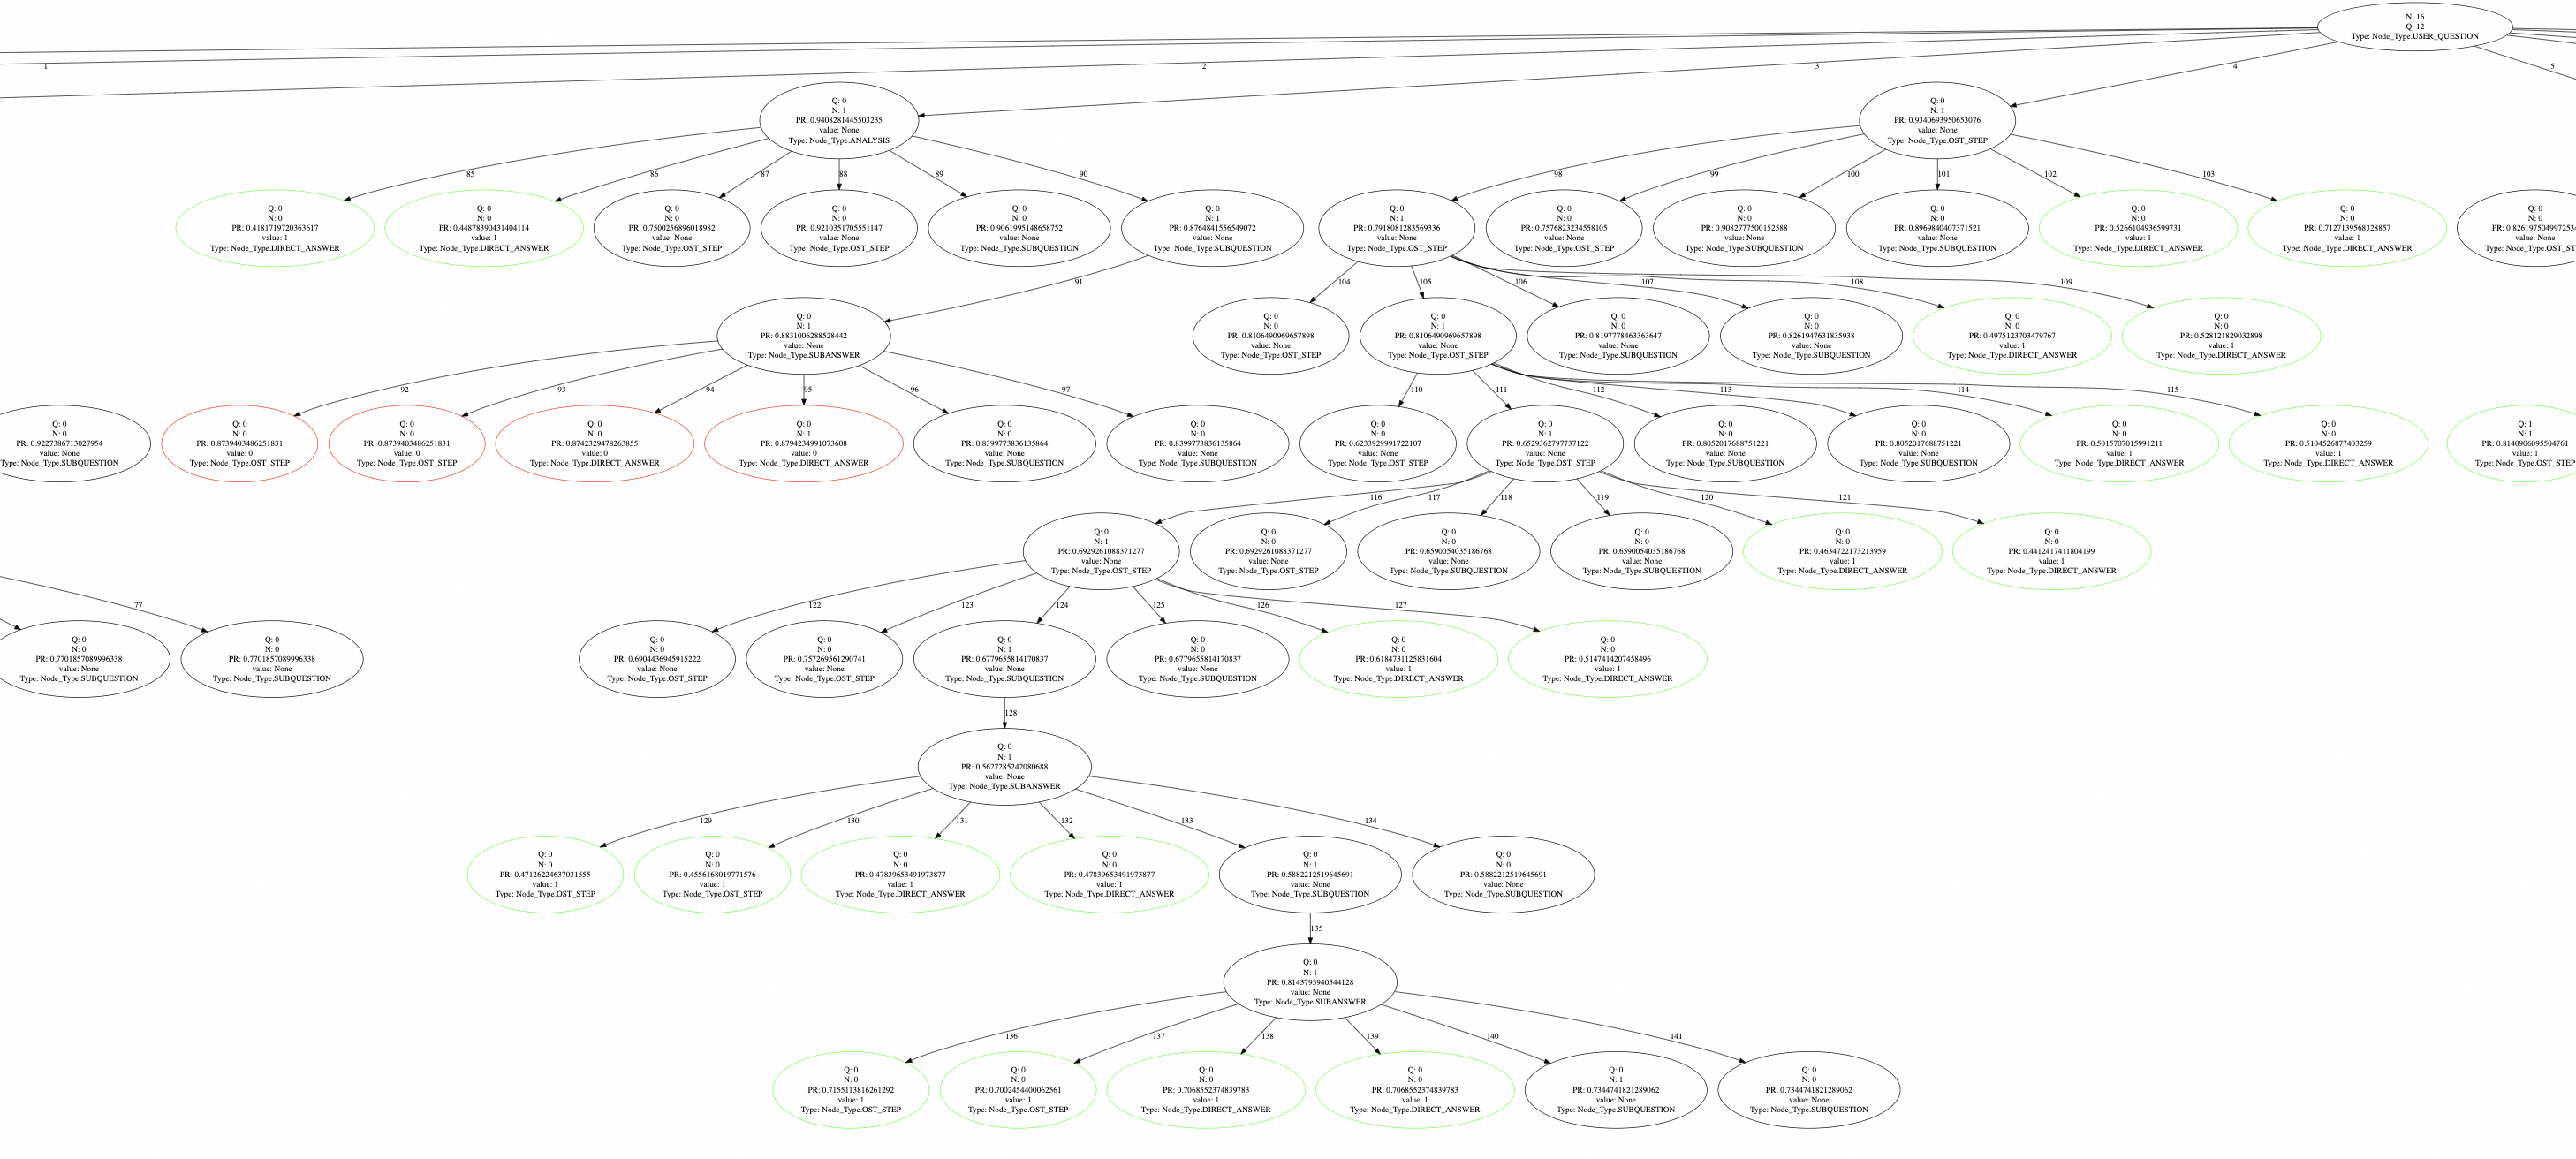 N: 16
Q: 12
Type: Node_Type.USER_QUESTION
1
2
3
4
5
Q: 0
N: 1
PR: 0.9408281445503235
value: None
Type: Node_Type.ANALYSIS
Q: 0
N: 1
PR: 0.9340693950653076
value: None
Type: Node_Type.OST_STEP
85
86
87
88
89
90
98
99
100
101
102
103
Q: 0
N: 0
PR: 0.4181719720363617
value: 1
Type: Node_Type.DIRECT_ANSWER
Q: 0
N: 0
PR: 0.44878390431404114
value: 1
Type: Node_Type.DIRECT_ANSWER
Q: 0
N: 0
PR: 0.7500256896018982
value: None
Type: Node_Type.OST_STEP
Q: 0
N: 0
PR: 0.9210351705551147
value: None
Type: Node_Type.OST_STEP
Q: 0
N: 0
PR: 0.9061995148658752
value: None
Type: Node_Type.SUBQUESTION
Q: 0
N: 1
PR: 0.8764841556549072
value: None
Type: Node_Type.SUBQUESTION
Q: 0
N: 1
PR: 0.7918081283569336
value: None
Type: Node_Type.OST_STEP
Q: 0
N: 0
PR: 0.7576823234558105
value: None
Type: Node_Type.OST_STEP
Q: 0
N: 0
PR: 0.9082777500152588
value: None
Type: Node_Type.SUBQUESTION
Q: 0
N: 0
PR: 0.8969840407371521
value: None
Type: Node_Type.SUBQUESTION
Q: 0
N: 0
PR: 0.5266104936599731
value: 1
Type: Node_Type.DIRECT_ANSWER
Q: 0
N: 0
PR: 0.7127139568328857
value: 1
Type: Node_Type.DIRECT_ANSWER
Q: 0
N: 0
PR: 0.826197504997253
value: None
Type: Node_Type.OST_ST
91
104
105
106
107
108
109
Q: 0
N: 1
PR: 0.8831006288528442
value: None
Type: Node_Type.SUBANSWER
Q: 0
N: 0
PR: 0.8106490969657898
value: None
Type: Node_Type.OST_STEP
Q: 0
N: 1
PR: 0.8106490969657898
value: None
Type: Node_Type.OST_STEP
Q: 0
N: 0
PR: 0.8197778463363647
value: None
Type: Node_Type.SUBQUESTION
Q: 0
N: 0
PR: 0.8261947631835938
value: None
Type: Node_Type.SUBQUESTION
Q: 0
N: 0
PR: 0.4975123703479767
value: 1
Type: Node_Type.DIRECT_ANSWER
Q: 0
N: 0
PR: 0.528121829032898
value: 1
Type: Node_Type.DIRECT_ANSWER
92
93
94
95
96
97
110
111
112
113
114
115
Q: 0
N: 0
PR: 0.9227386713027954
value: None
Type: Node_Type.SUBQUESTION
Q: 0
N: 0
PR: 0.8739403486251831
value: 0
Type: Node_Type.OST_STEP
Q: 0
N: 0
PR: 0.8739403486251831
value: 0
Type: Node_Type.OST_STEP
Q: 0
N: 0
PR: 0.8742329478263855
value: 0
Type: Node_Type.DIRECT_ANSWER
Q: 0
N: 1
PR: 0.8794234991073608
value: 0
Type: Node_Type.DIRECT_ANSWER
Q: 0
N: 0
PR: 0.8399773836135864
value: None
Type: Node_Type.SUBQUESTION
Q: 0
N: 0
PR: 0.8399773836135864
value: None
Type: Node_Type.SUBQUESTION
Q: 0
N: 0
PR: 0.6233929991722107
value: None
Type: Node_Type.OST_STEP
Q: 0
N: 1
PR: 0.6529362797737122
value: None
Type: Node_Type.OST_STEP
Q: 0
N: 0
PR: 0.8052017688751221
value: None
Type: Node_Type.SUBQUESTION
Q: 0
N: 0
PR: 0.8052017688751221
value: None
Type: Node_Type.SUBQUESTION
Q: 0
N: 0
PR: 0.5015707015991211
value: 1
Type: Node_Type.DIRECT_ANSWER
Q: 0
N: 0
PR: 0.5104526877403259
value: 1
Type: Node_Type.DIRECT_ANSWER
Q: 1
N: 1
PR: 0.8140906095504761
value: 1
Type: Node_Type.OST_STEP
116
117
118
119
120
121
Q: 0
N: 1
PR: 0.6929261088371277
value: None
Type: Node_Type.OST_STEP
Q: 0
N: 0
PR: 0.6929261088371277
value: None
Type: Node_Type.OST_STEP
Q: 0
N: 0
PR: 0.6590054035186768
value: None
Type: Node_Type.SUBQUESTION
Q: 0
N: 0
PR: 0.6590054035186768
value: None
Type: Node_Type.SUBQUESTION
Q: 0
N: 0
PR: 0.4634722173213959
value: 1
Type: Node_Type.DIRECT_ANSWER
Q: 0
N: 0
PR: 0.4412417411804199
value: 1
Type: Node_Type.DIRECT_ANSWER
77
122
123
124
125
126
127
Q: 0
N: 0
PR: 0.7701857089996338
value: None
Type: Node_Type.SUBQUESTION
Q: 0
N: 0
PR: 0.7701857089996338
value: None
Type: Node_Type.SUBQUESTION
Q: 0
N: 0
PR: 0.6904436945915222
value: None
Type: Node_Type.OST_STEP
Q: 0
N: 0
PR: 0.757269561290741
value: None
Type: Node_Type.OST_STEP
Q: 0
N: 1
PR: 0.6779655814170837
value: None
Type: Node_Type.SUBQUESTION
Q: 0
N: 0
PR: 0.6779655814170837
value: None
Type: Node_Type.SUBQUESTION
Q: 0
N: 0
PR: 0.6184731125831604
value: 1
Type: Node_Type.DIRECT_ANSWER
Q: 0
N: 0
PR: 0.5147414207458496
value: 1
Type: Node_Type.DIRECT_ANSWER
128
Q: 0
N: 1
PR: 0.5627285242080688
value: None
Type: Node_Type.SUBANSWER
129
130
131
132
133
134
Q: 0
N: 0
PR: 0.47126224637031555
value: 1
Type: Node_Type.OST_STEP
Q: 0
N: 0
PR: 0.4556168019771576
value: 1
Type: Node_Type.OST_STEP
Q: 0
N: 0
PR: 0.47839653491973877
value: 1
Type: Node_Type.DIRECT_ANSWER
Q: 0
N: 0
PR: 0.47839653491973877
value: 1
Type: Node_Type.DIRECT_ANSWER
Q: 0
N: 1
PR: 0.5882212519645691
value: None
Type: Node_Type.SUBQUESTION
Q: 0
N: 0
PR: 0.5882212519645691
value: None
Type: Node_Type.SUBQUESTION
135
Q: 0
N: 1
PR: 0.8143793940544128
value: None
Type: Node_Type.SUBANSWER
136
137
138
139
140
141
Q: 0
N: 0
PR: 0.7155113816261292
value: 1
Type: Node_Type.OST_STEP
Q: 0
N: 0
PR: 0.7002454400062561
value: 1
Type: Node_Type.OST_STEP
Q: 0
N: 0
PR: 0.7068552374839783
value: 1
Type: Node_Type.DIRECT_ANSWER
Q: 0
N: 0
PR: 0.7068552374839783
value: 1
Type: Node_Type.DIRECT_ANSWER
Q: 0
N: 1
PR: 0.7344741821289062
value: None
Type: Node_Type.SUBQUESTION
Q: 0
N: 0
PR: 0.7344741821289062
value: None
Type: Node_Type.SUBQUESTION